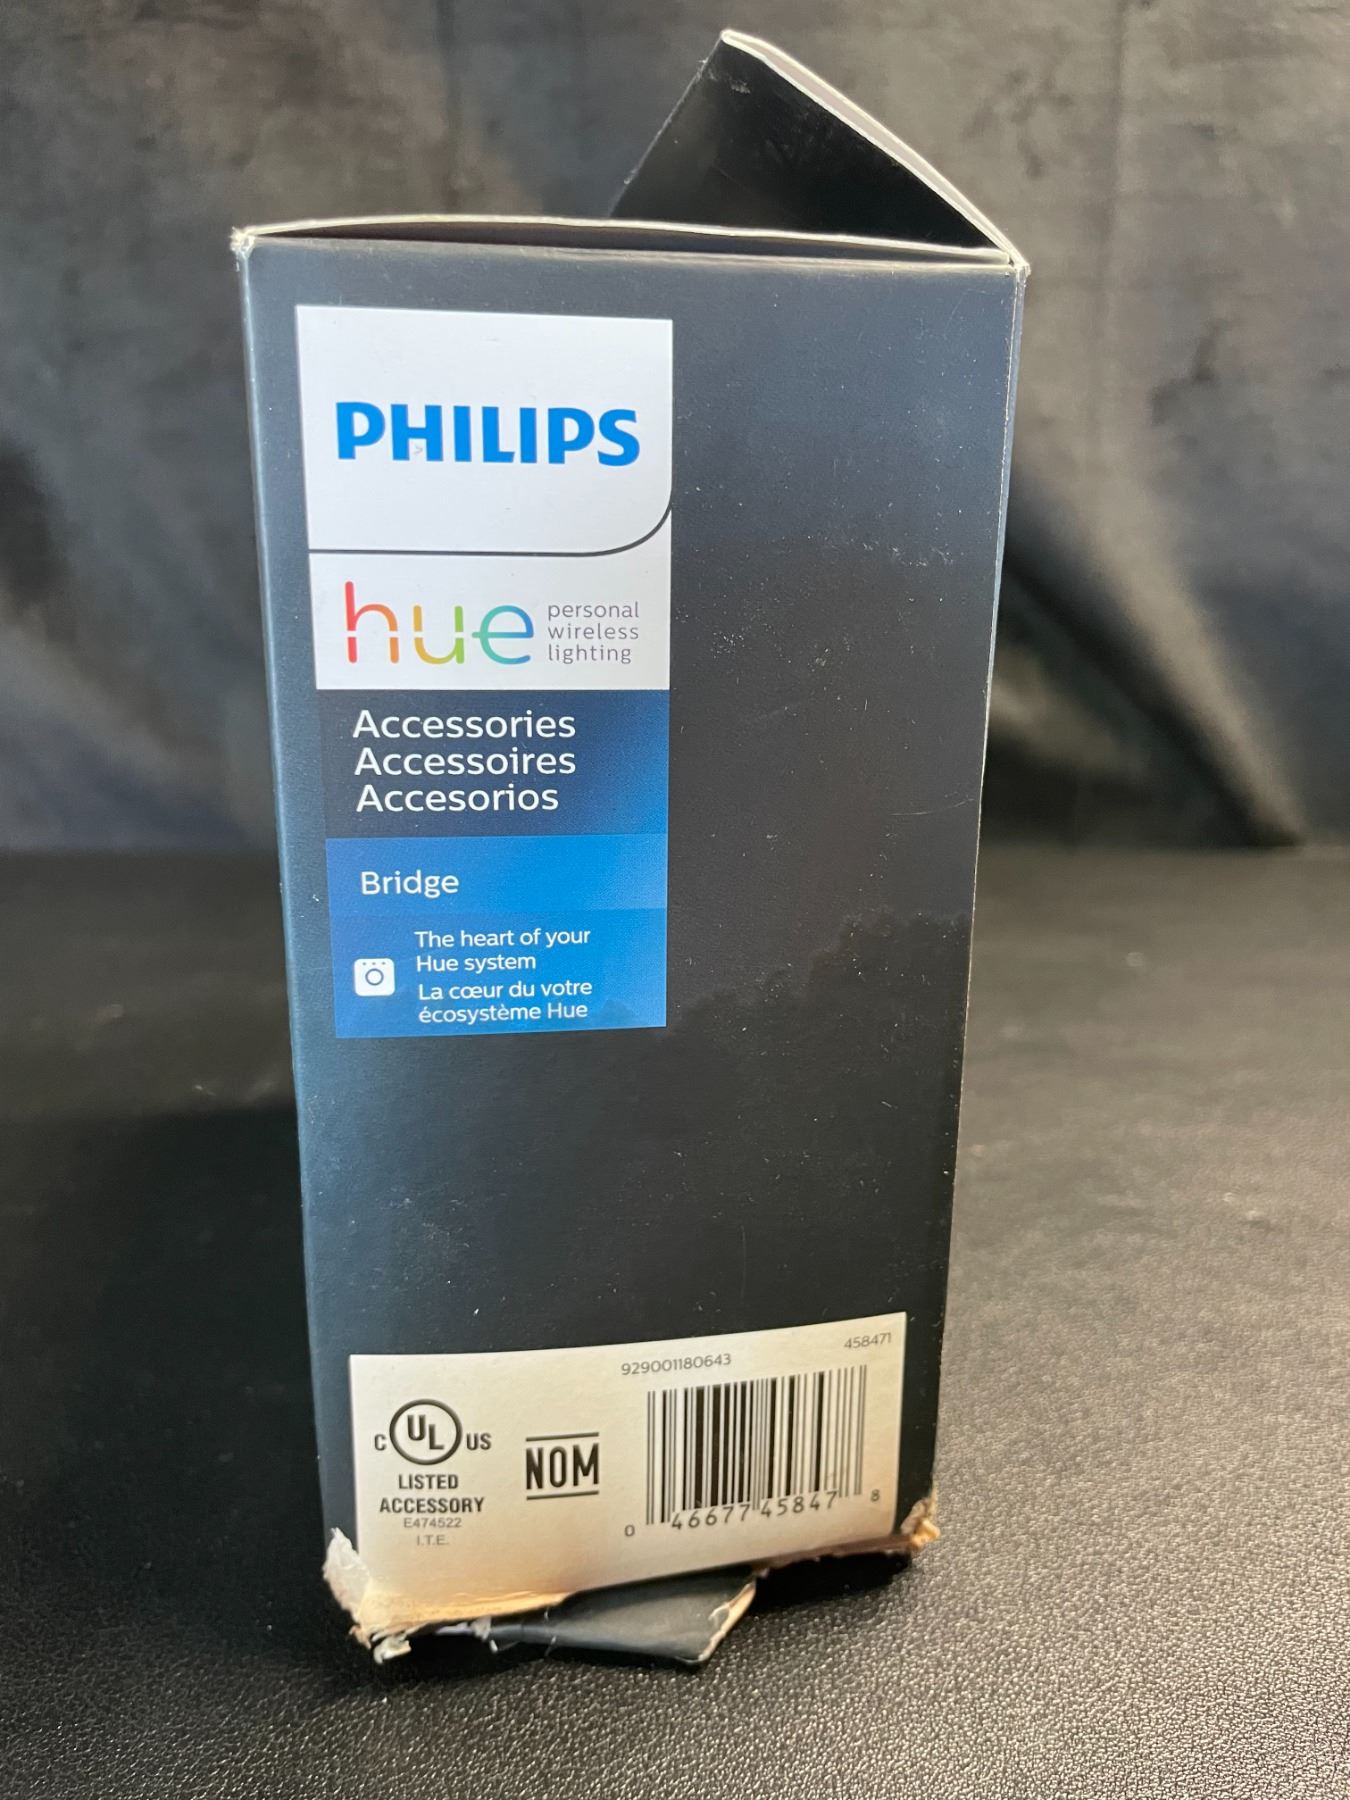 PHILIPS
hue personal
wireless
lighting
Accessories
Accessoires
Accesorios
Bridge
The heart of your
Hue system
La cœur du votre
écosystème Hue
929001180643
458471
C UL US
LISTED
ACCESSORY
E474522
I.T.E.
NOM
0 46677 45847 8